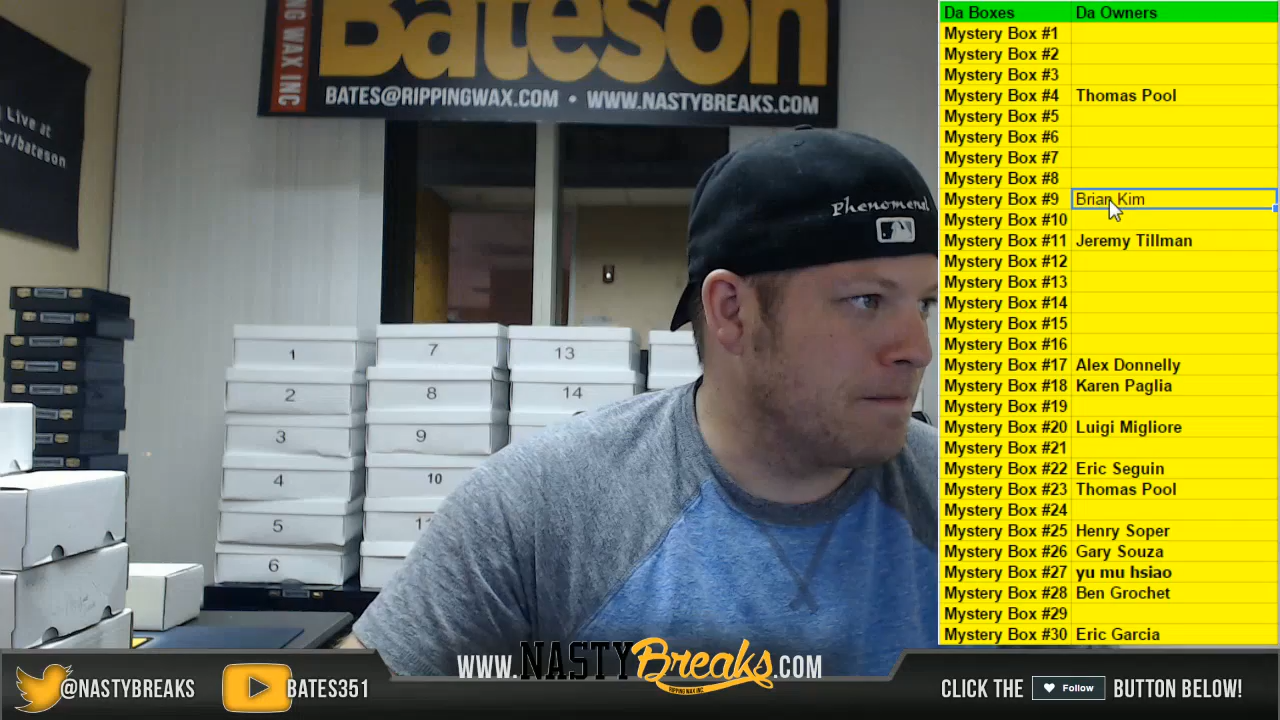 NG WAX INC
Bateson
BATES@RIPPINGWAX.COM • WWW.NASTYBREAKS.COM
Live at
tv/bateson
Phenomenal
1
2
3
4
5
6
7
8
9
10
13
14
Da Boxes Da Owners
Mystery Box #1
Mystery Box #2
Mystery Box #3
Mystery Box #4 Thomas Pool
Mystery Box #5
Mystery Box #6
Mystery Box #7
Mystery Box #8
Mystery Box #9 Brian Kim
Mystery Box #10
Mystery Box #11 Jeremy Tillman
Mystery Box #12
Mystery Box #13
Mystery Box #14
Mystery Box #15
Mystery Box #16
Mystery Box #17 Alex Donnelly
Mystery Box #18 Karen Paglia
Mystery Box #19
Mystery Box #20 Luigi Migliore
Mystery Box #21
Mystery Box #22 Eric Seguin
Mystery Box #23 Thomas Pool
Mystery Box #24
Mystery Box #25 Henry Soper
Mystery Box #26 Gary Souza
Mystery Box #27 yu mu hsiao
Mystery Box #28 Ben Grochet
Mystery Box #29
Mystery Box #30 Eric Garcia
@NASTYBREAKS
BATES351
WWW.NASTYBreaks.COM
RIPPING WAX INC
CLICK THE Follow BUTTON BELOW!